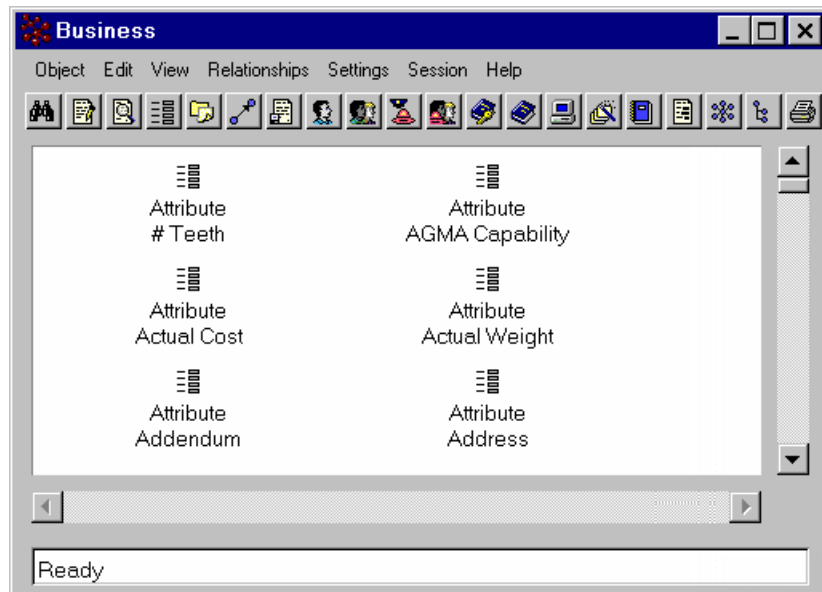 Business
Object Edit View Relationships Settings Session Help
Attribute
# Teeth
Attribute
AGMA Capability
Attribute
Actual Cost
Attribute
Actual Weight
Attribute
Addendum
Attribute
Address
Ready